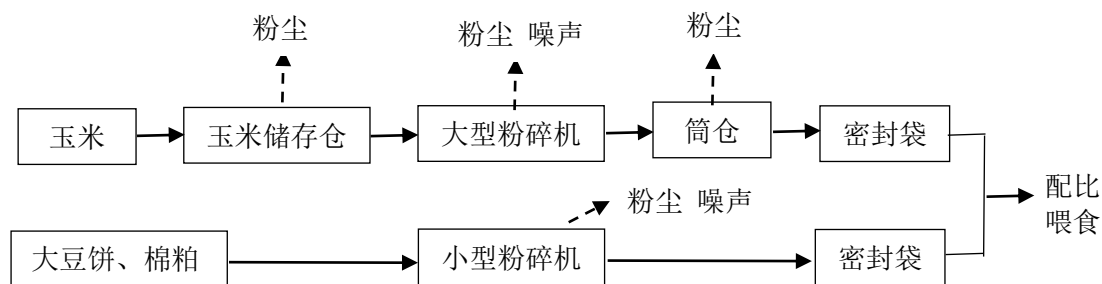 粉尘
粉尘 噪声
粉尘
玉米
玉米储存仓
大型粉碎机
筒仓
密封袋
粉尘 噪声
配比
喂食
大豆饼、棉粕
小型粉碎机
密封袋